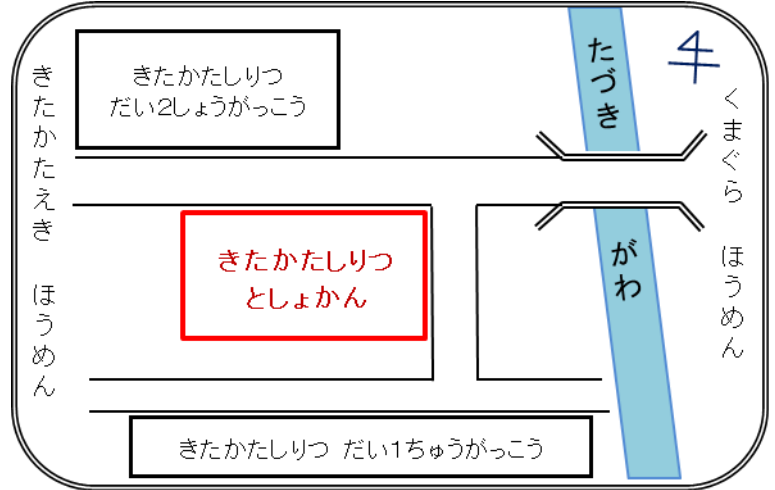 きたかたしりつ
だい2しょうがっこう
たづき
がわ
きたかたえき ほうめん
くまぐら ほうめん
きたかたしりつ
としょかん
きたかたしりつ だい1ちゅうがっこう